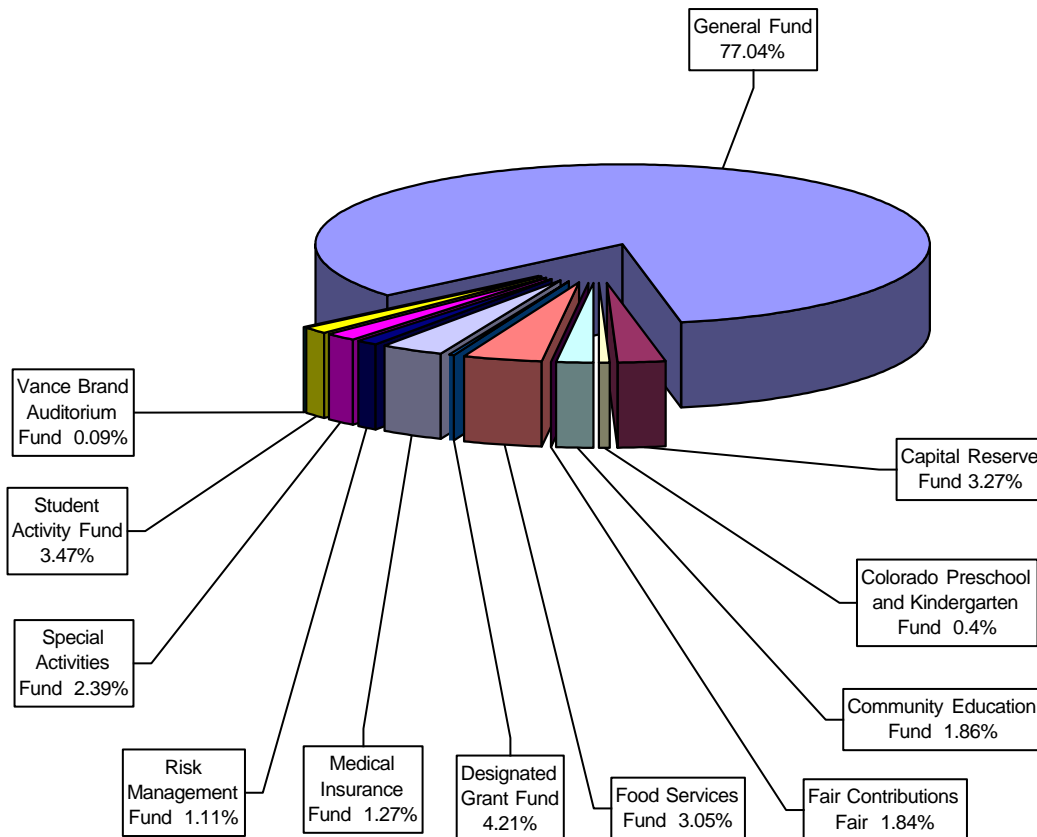 General Fund
77.04%
Vance Brand
Auditorium
Fund 0.09%
Capital Reserve
Fund 3.27%
Student
Activity Fund
3.47%
Colorado Preschool
and Kindergarten
Fund 0.4%
Special
Activities
Fund 2.39%
Community Education
Fund 1.86%
Risk
Management
Fund 1.11%
Medical
Insurance
Fund 1.27%
Designated
Grant Fund
4.21%
Food Services
Fund 3.05%
Fair Contributions
Fair 1.84%